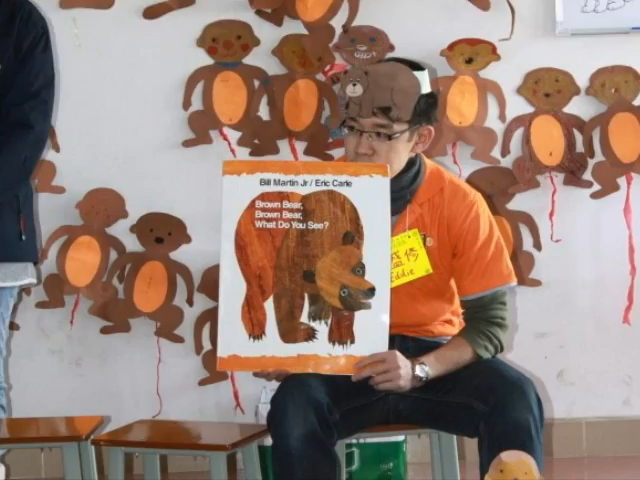 Bill Martin Jr / Eric Carle
Brown Bear,
Brown Bear,
What Do You See?
Eddie